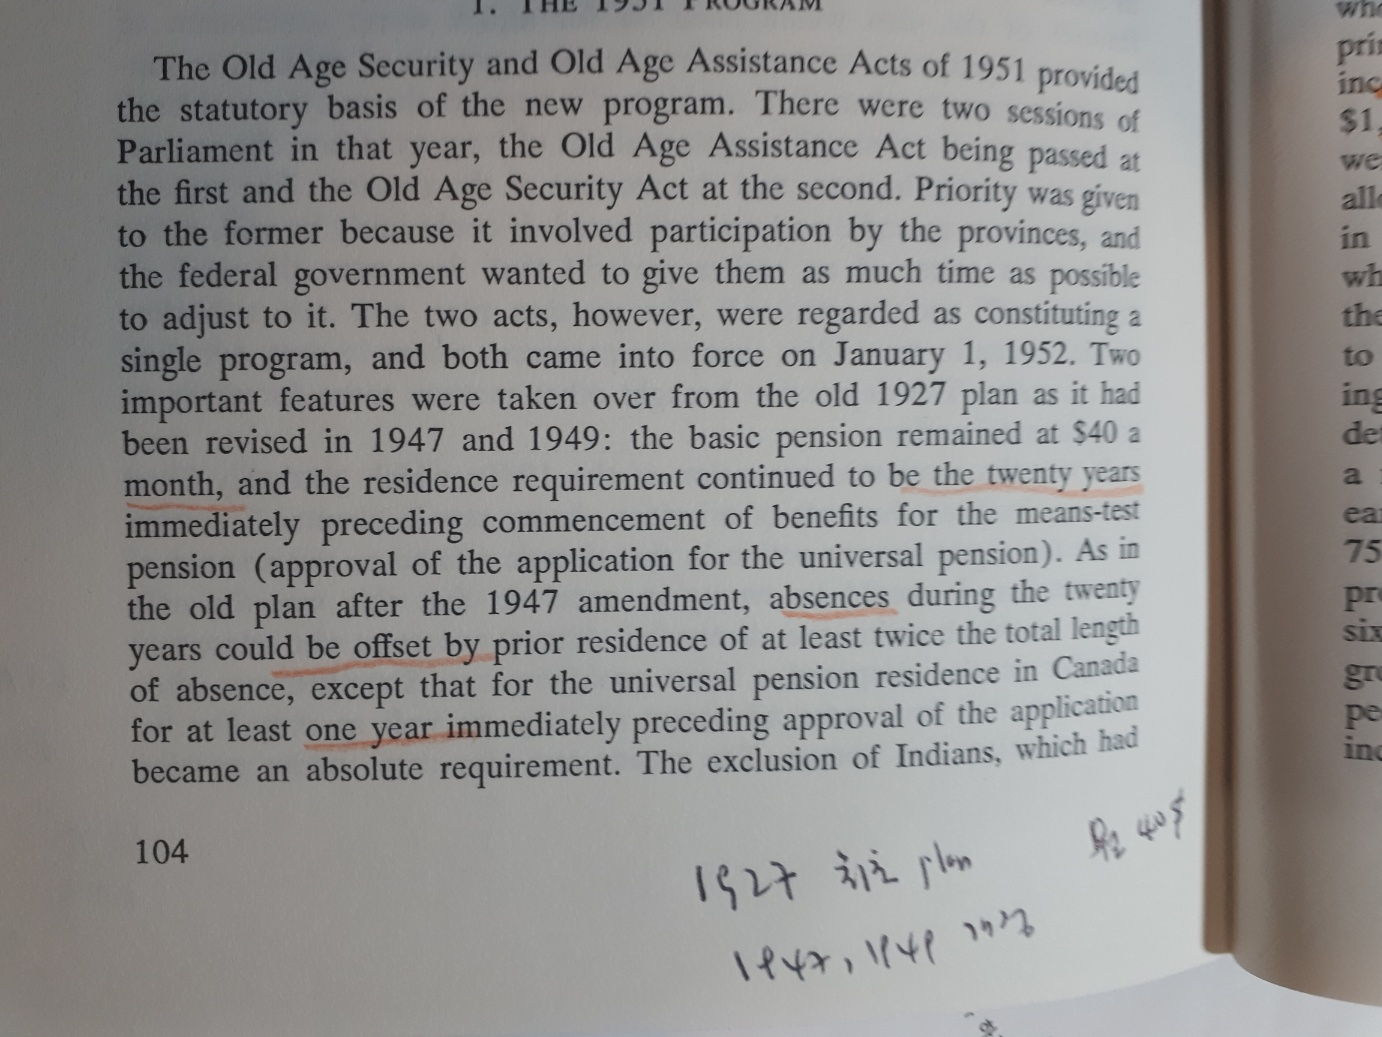 1. THE 1951 PROGRAM
The Old Age Security and Old Age Assistance Acts of 1951 provided
the statutory basis of the new program. There were two sessions of
Parliament in that year, the Old Age Assistance Act being passed at
the first and the Old Age Security Act at the second. Priority was given
to the former because it involved participation by the provinces, and
the federal government wanted to give them as much time as possible
to adjust to it. The two acts, however, were regarded as constituting a
single program, and both came into force on January 1, 1952. Two
important features were taken over from the old 1927 plan as it had
been revised in 1947 and 1949: the basic pension remained at $40 a
month, and the residence requirement continued to be the twenty years
immediately preceding commencement of benefits for the means-test
pension (approval of the application for the universal pension). As in
the old plan after the 1947 amendment, absences during the twenty
years could be offset by prior residence of at least twice the total length
of absence, except that for the universal pension residence in Canada
for at least one year immediately preceding approval of the application
became an absolute requirement. The exclusion of Indians, which had
104
1927 최초 plan
월 40$
1947, 1949
$1,
we
in
the
to
a
75